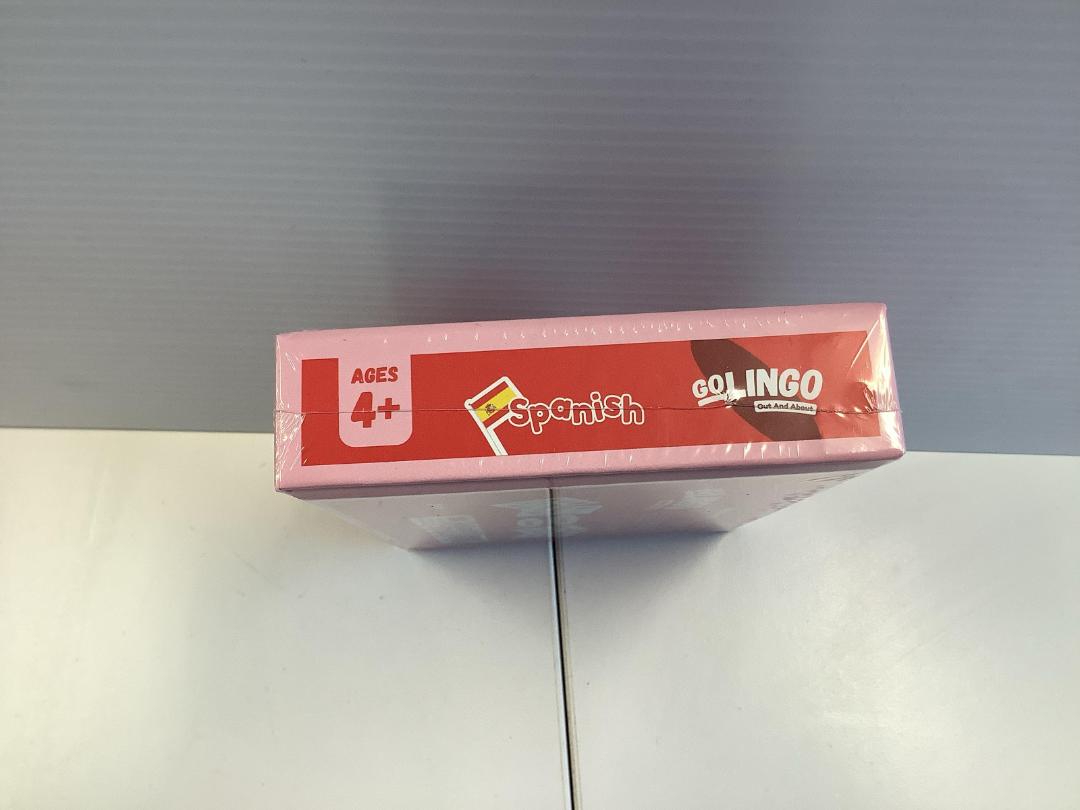 AGES
4+
Spanish
GOLINGO
Out And About